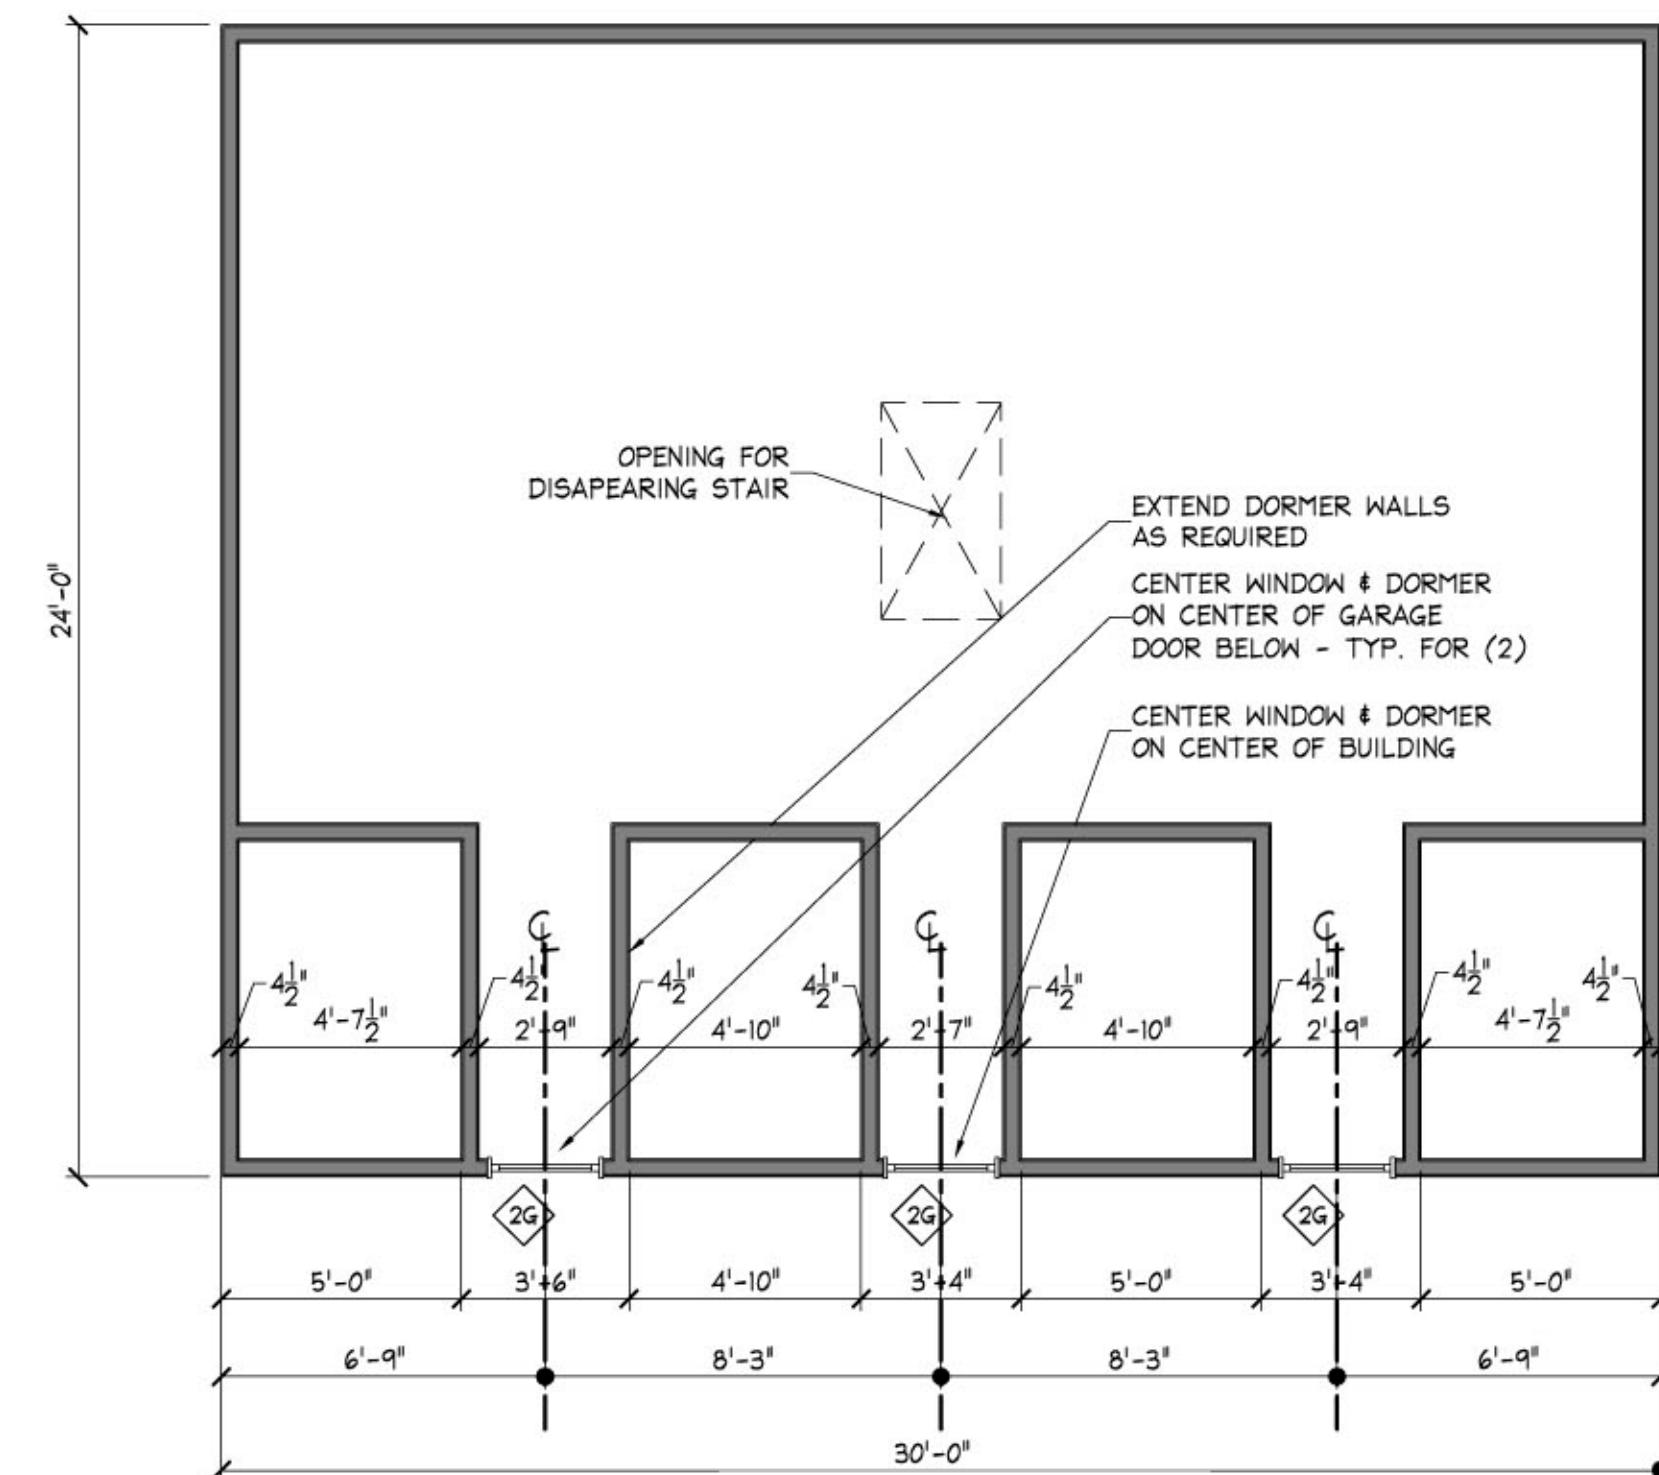 24'-0"
OPENING FOR
DISAPEARING STAIR
EXTEND DORMER WALLS
AS REQUIRED
CENTER WINDOW & DORMER
ON CENTER OF GARAGE
DOOR BELOW - TYP. FOR (2)
CENTER WINDOW & DORMER
ON CENTER OF BUILDING
℄ ℄ ℄
4½" 4½" 4½" 4½" 4½" 4½" 4½" 4½"
4'-7½" 2'-9" 4'-10" 2'-7" 4'-10" 2'-9" 4'-7½"
2G 2G 2G
5'-0" 3'-6" 4'-10" 3'-4" 5'-0" 3'-4" 5'-0"
6'-9" 8'-3" 8'-3" 6'-9"
30'-0"